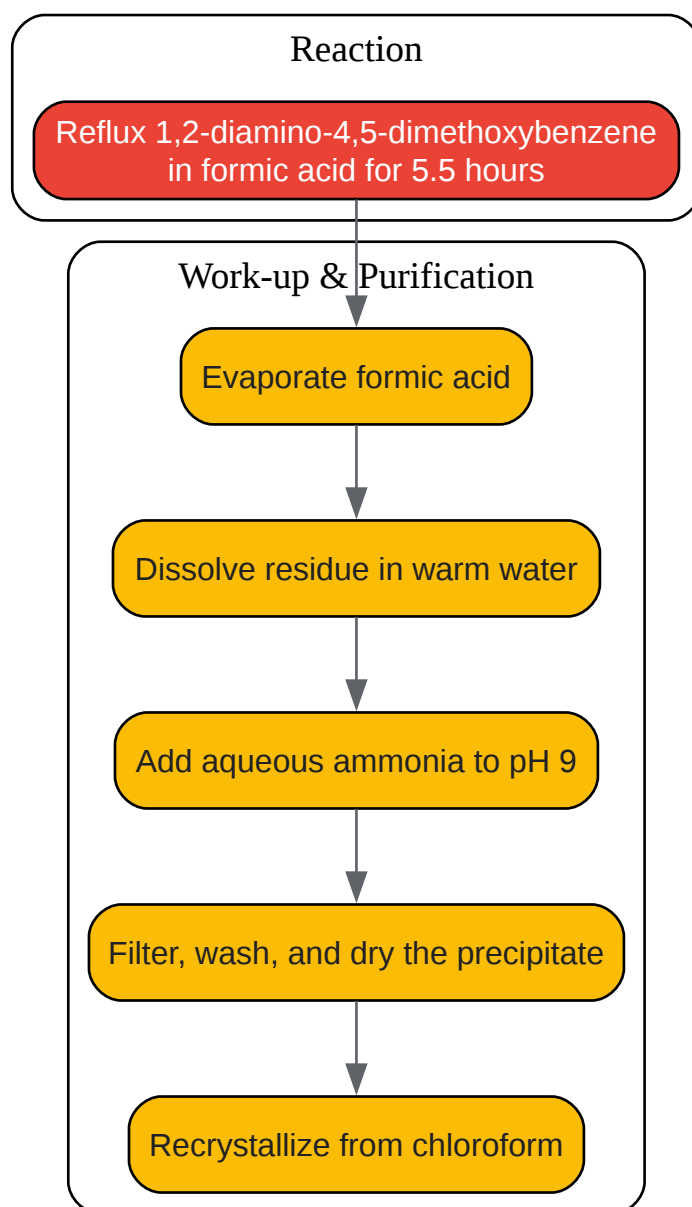 Reaction
Reflux 1,2-diamino-4,5-dimethoxybenzene
in formic acid for 5.5 hours
Work-up & Purification
Evaporate formic acid
Dissolve residue in warm water
Add aqueous ammonia to pH 9
Filter, wash, and dry the precipitate
Recrystallize from chloroform